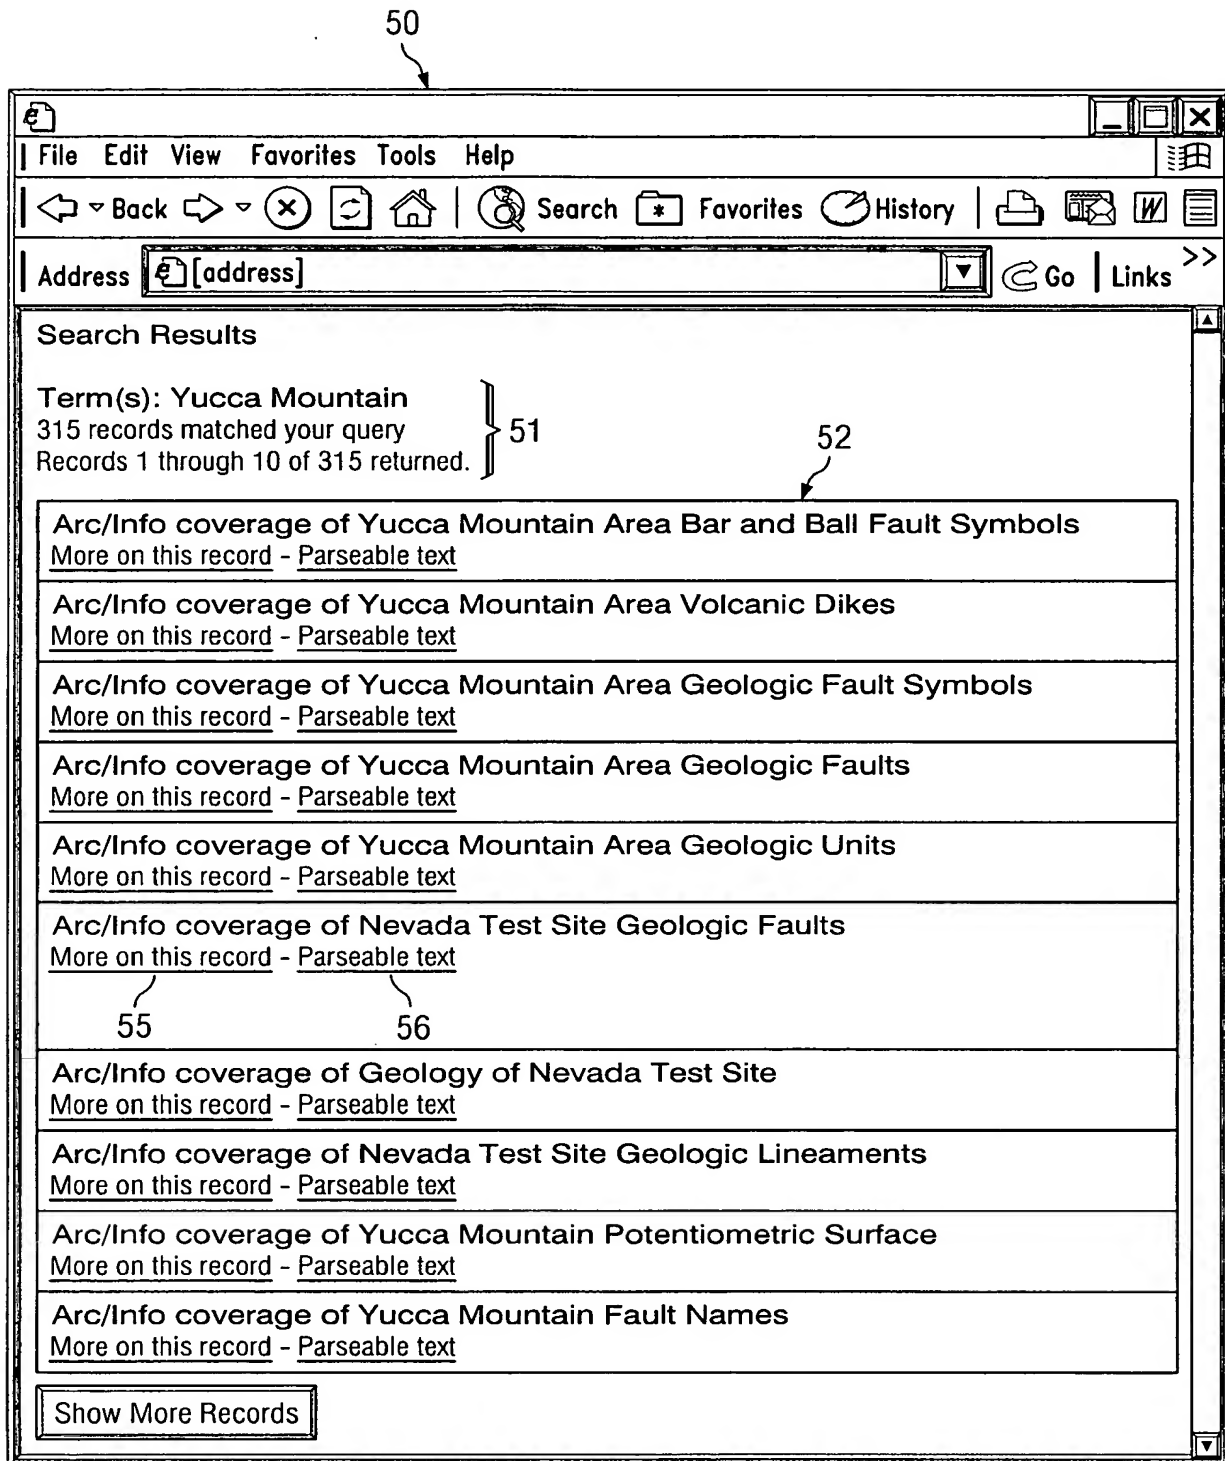 50
File Edit View Favorites Tools Help
Back Search * Favorites History W
Address e [address] Go Links >>
Search Results
Term(s): Yucca Mountain
315 records matched your query
Records 1 through 10 of 315 returned.
51
52
Arc/Info coverage of Yucca Mountain Area Bar and Ball Fault Symbols
More on this record - Parseable text
Arc/Info coverage of Yucca Mountain Area Volcanic Dikes
More on this record - Parseable text
Arc/Info coverage of Yucca Mountain Area Geologic Fault Symbols
More on this record - Parseable text
Arc/Info coverage of Yucca Mountain Area Geologic Faults
More on this record - Parseable text
Arc/Info coverage of Yucca Mountain Area Geologic Units
More on this record - Parseable text
Arc/Info coverage of Nevada Test Site Geologic Faults
More on this record - Parseable text
55 56
Arc/Info coverage of Geology of Nevada Test Site
More on this record - Parseable text
Arc/Info coverage of Nevada Test Site Geologic Lineaments
More on this record - Parseable text
Arc/Info coverage of Yucca Mountain Potentiometric Surface
More on this record - Parseable text
Arc/Info coverage of Yucca Mountain Fault Names
More on this record - Parseable text
Show More Records